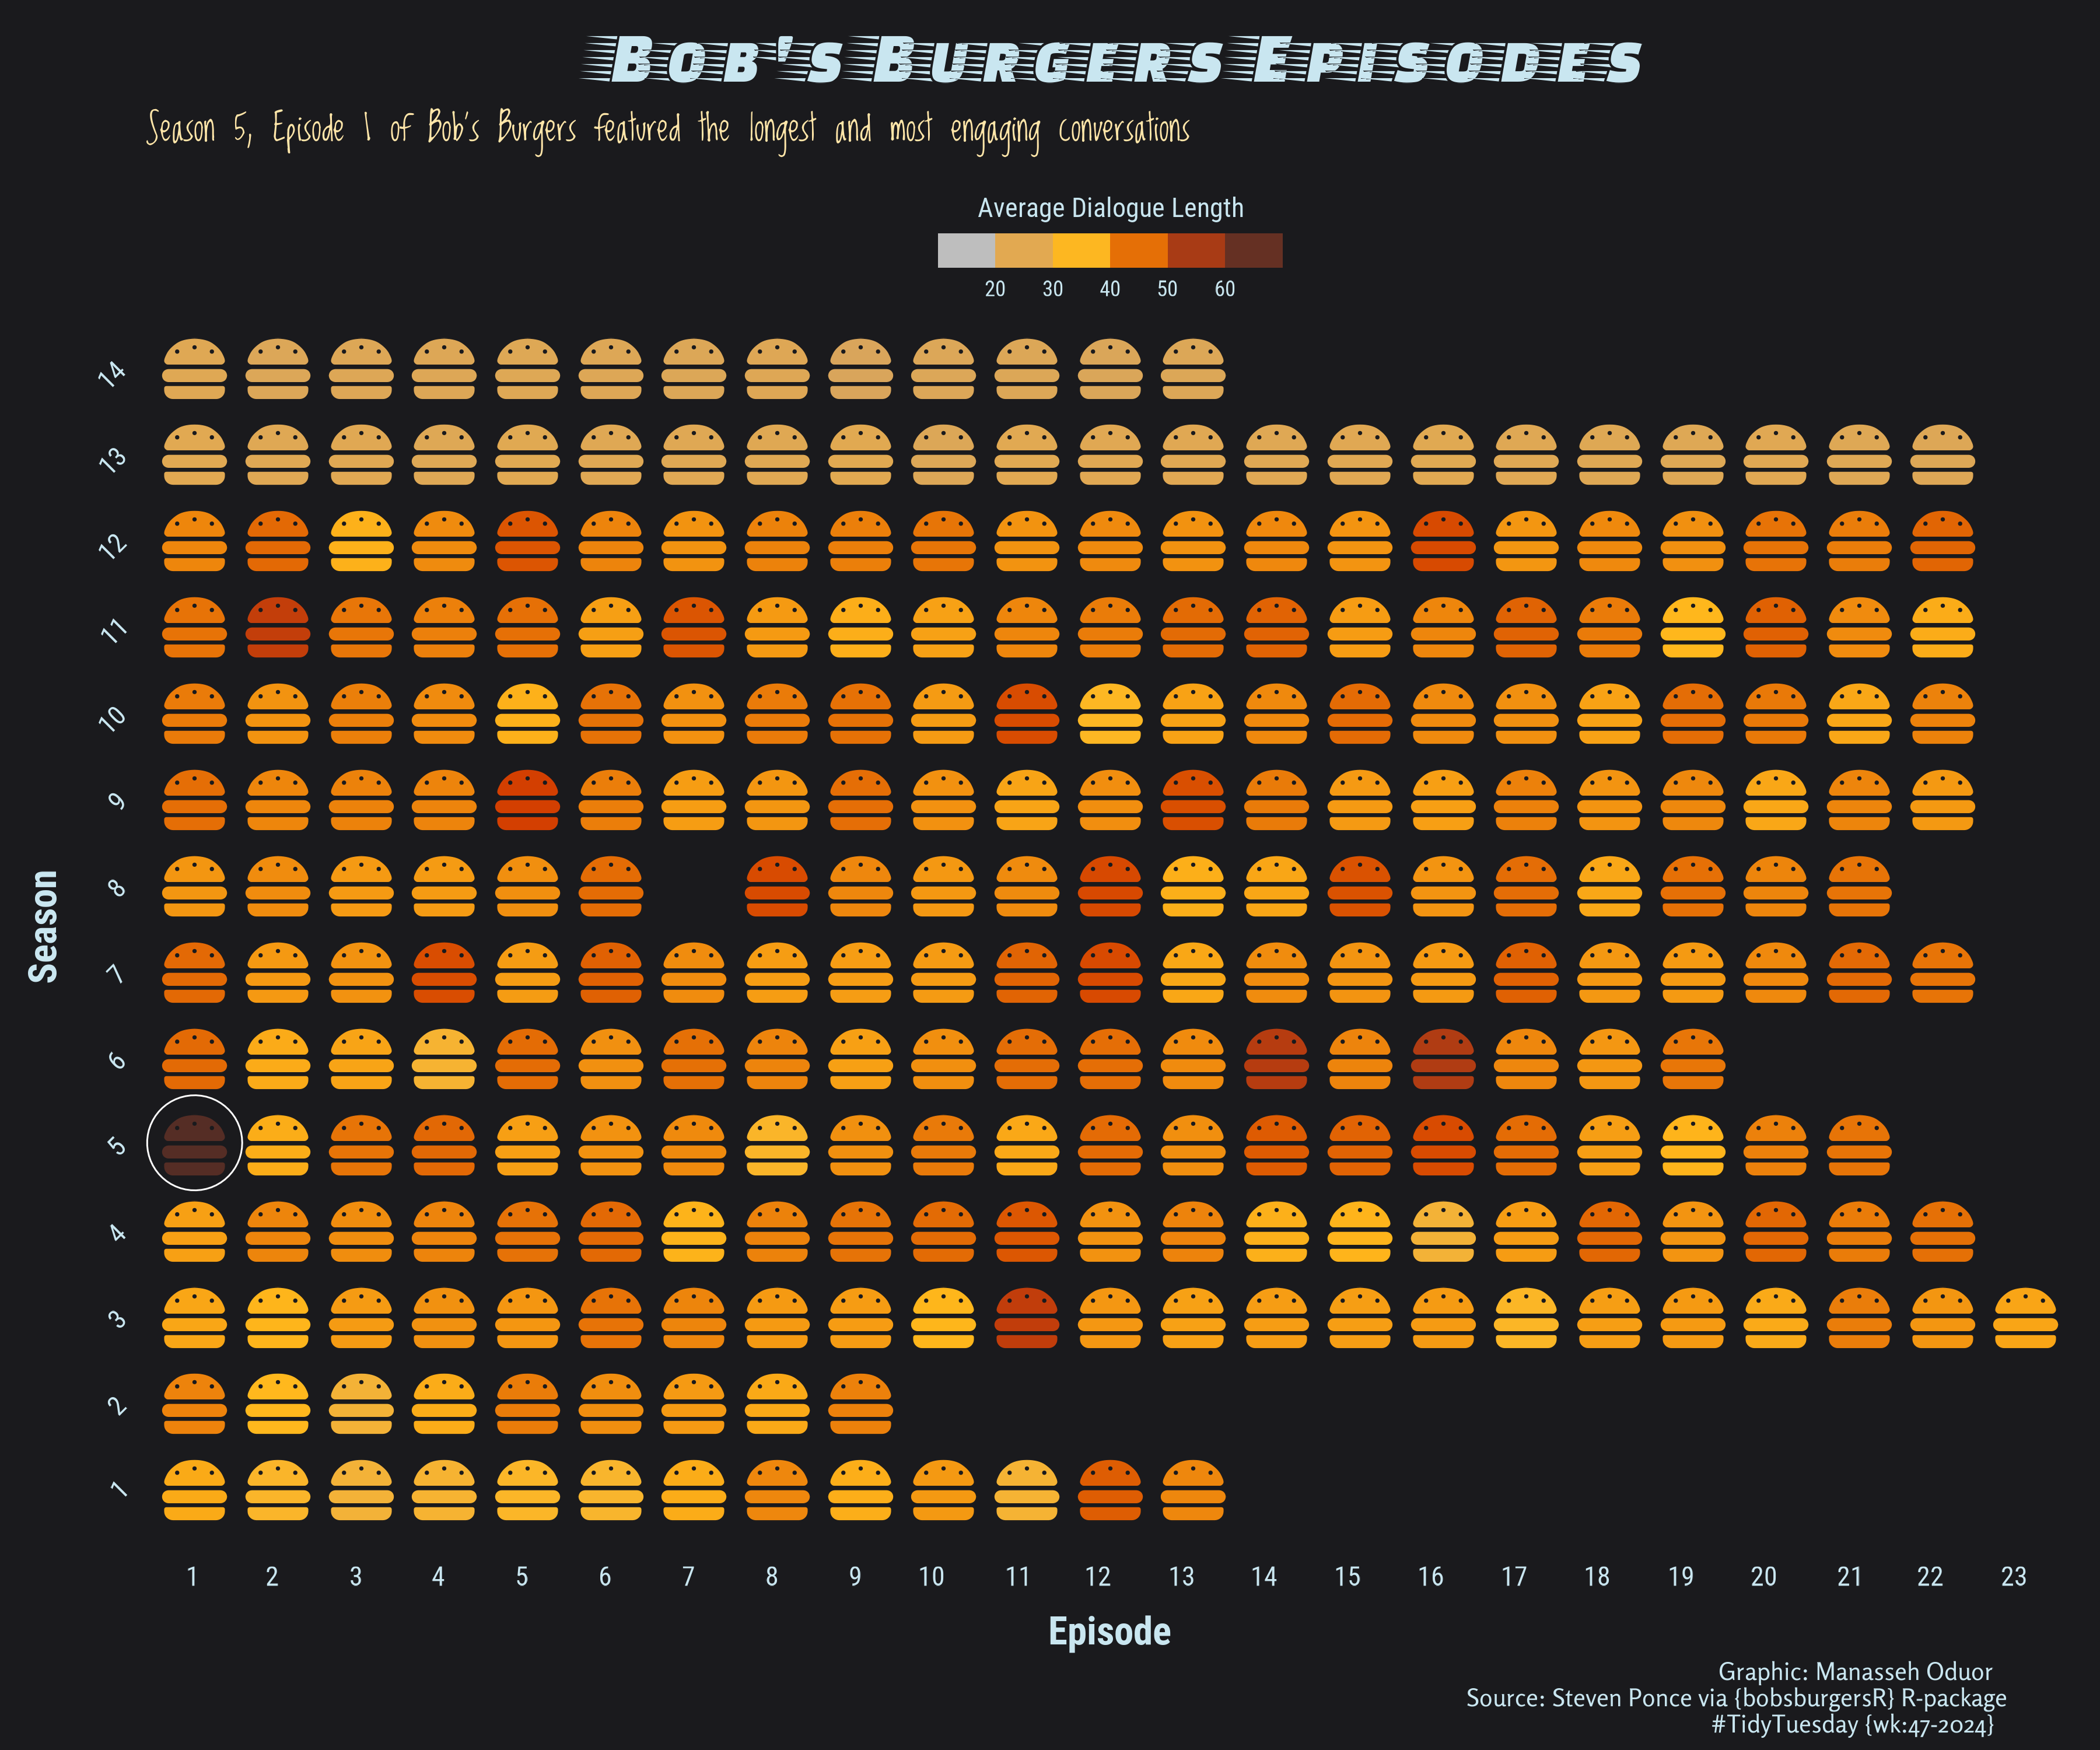 Bob's Burgers Episodes
Season 5, Episode 1 of Bob's Burgers featured the longest and most engaging conversations
Average Dialogue Length
20 30 40 50 60
14
13
12
11
10
9
8
7
6
5
4
3
2
1
Season
1 2 3 4 5 6 7 8 9 10 11 12 13 14 15 16 17 18 19 20 21 22 23
Episode
Graphic: Manasseh Oduor
Source: Steven Ponce via {bobsburgersR} R-package
#TidyTuesday {wk:47-2024}